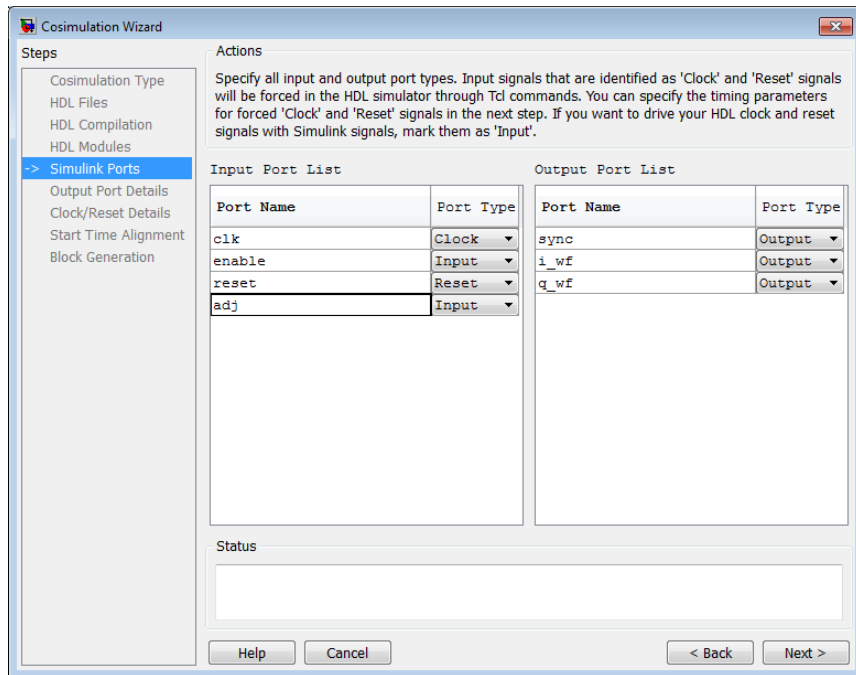 Cosimulation Wizard
Steps
Cosimulation Type
HDL Files
HDL Compilation
HDL Modules
-> Simulink Ports
Output Port Details
Clock/Reset Details
Start Time Alignment
Block Generation
Actions
Specify all input and output port types. Input signals that are identified as 'Clock' and 'Reset' signals
will be forced in the HDL simulator through Tcl commands. You can specify the timing parameters
for forced 'Clock' and 'Reset' signals in the next step. If you want to drive your HDL clock and reset
signals with Simulink signals, mark them as 'Input'.
Input Port List
Port Name Port Type
clk Clock
enable Input
reset Reset
adj Input
Output Port List
Port Name Port Type
sync Output
i_wf Output
q_wf Output
Status
Help Cancel < Back Next >